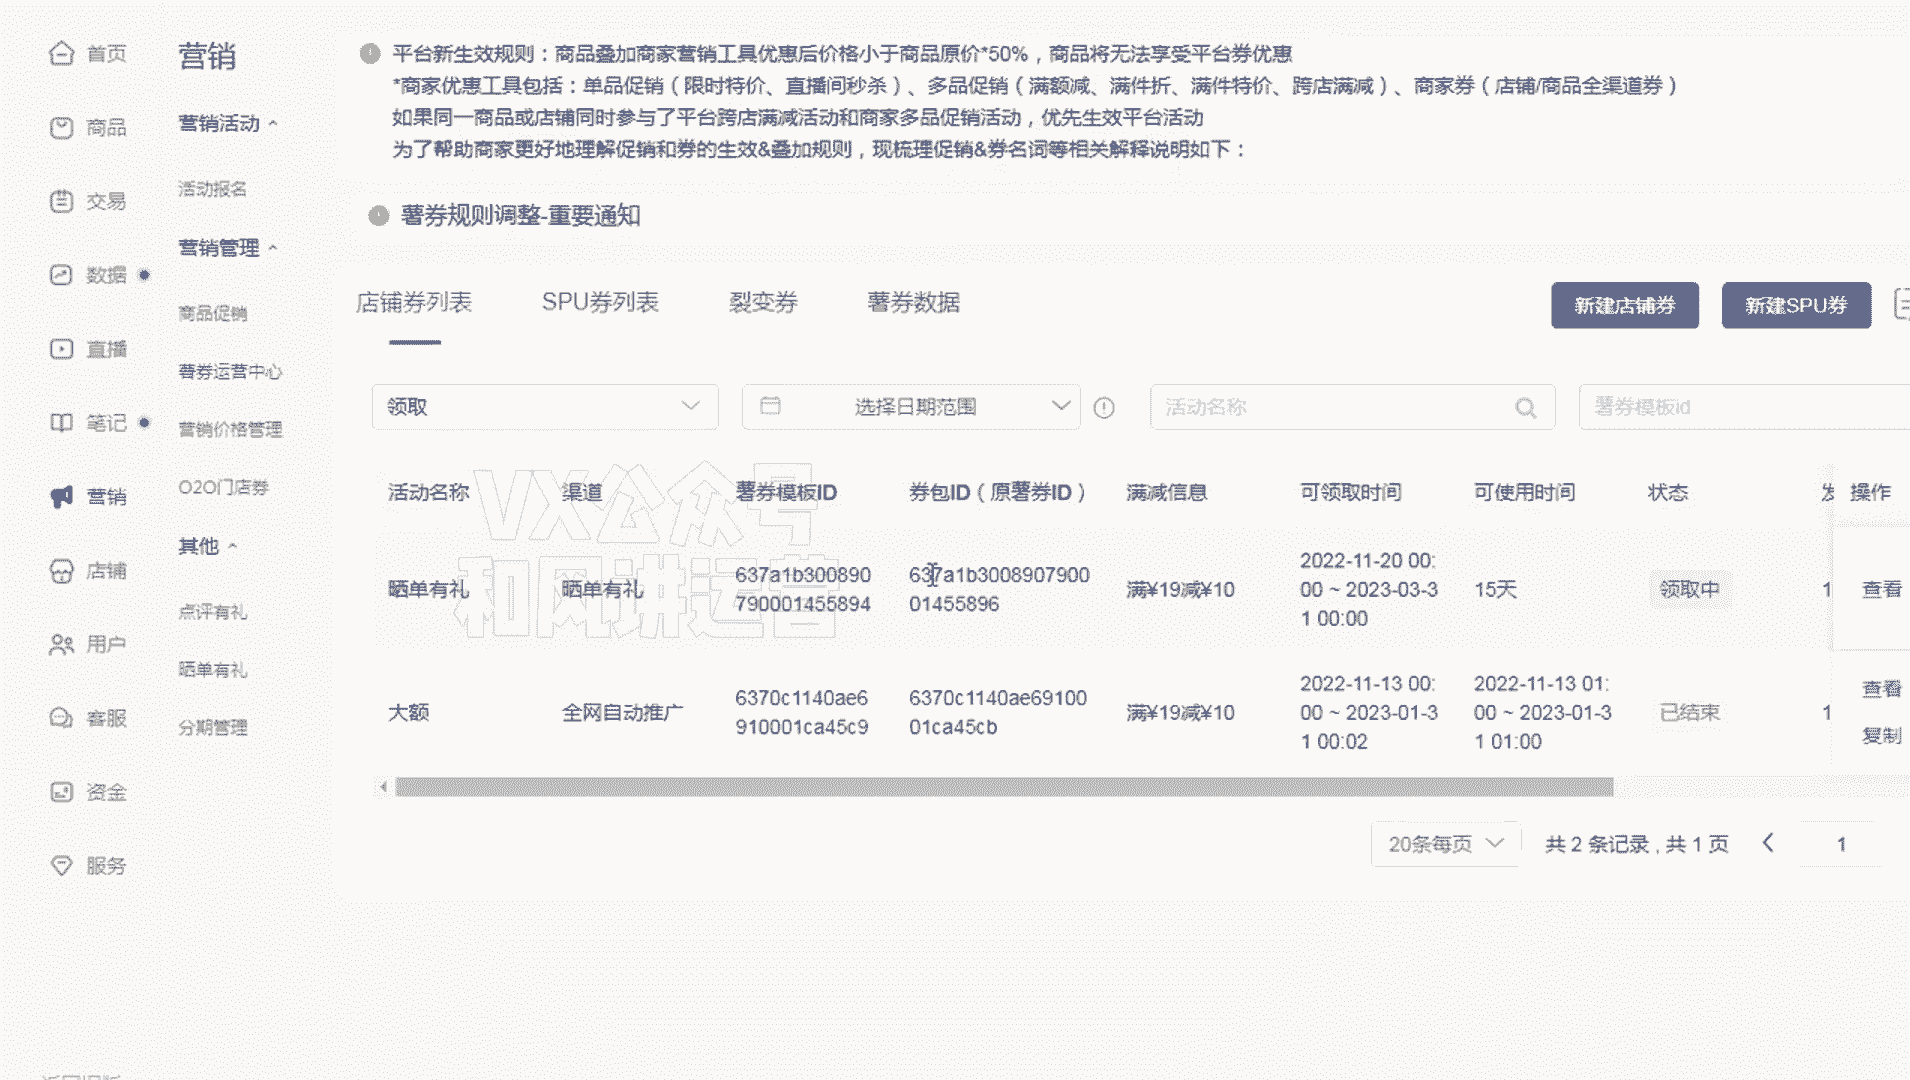 首页
商品
交易
数据
直播
笔记
营销
店铺
用户
客服
资金
服务
营销
营销活动
活动报名
营销管理
商品促销
薯券运营中心
营销价格管理
O2O门店券
其他
点评有礼
晒单有礼
分期管理
平台新生效规则：商品叠加商家营销工具优惠后价格小于商品原价*50%，商品将无法享受平台券优惠
*商家优惠工具包括：单品促销（限时特价、直播间秒杀）、多品促销（满额减、满件折、满件特价、跨店满减）、商家券（店铺/商品全渠道券）
如果同一商品或店铺同时参与了平台跨店满减活动和商家多品促销活动，优先生效平台活动
为了帮助商家更好地理解促销和券的生效&叠加规则，现梳理促销&券名词等相关解释说明如下：
薯券规则调整-重要通知
店铺券列表 SPU券列表 裂变券 薯券数据 新建店铺券 新建SPU券
领取 选择日期范围 活动名称 薯券模板id
活动名称 渠道 薯券模板ID 券包ID（原薯券ID） 满减信息 可领取时间 可使用时间 状态 操作
VX公众号
和风讲运营
晒单有礼 晒单有礼 637a1b300890 637a1b3008907900 满¥19减¥10 2022-11-20 00: 15天 领取中 1 查看
790001455894 01455896 00 ~ 2023-03-3
1 00:00
大额 全网自动推广 6370c1140ae6 6370c1140ae69100 满¥19减¥10 2022-11-13 00: 2022-11-13 01: 已结束 1 查看
910001ca45c9 01ca45cb 00 ~ 2023-01-3 00 ~ 2023-01-3 复制
1 00:02 1 01:00
20条每页 共 2 条记录 , 共 1 页 1